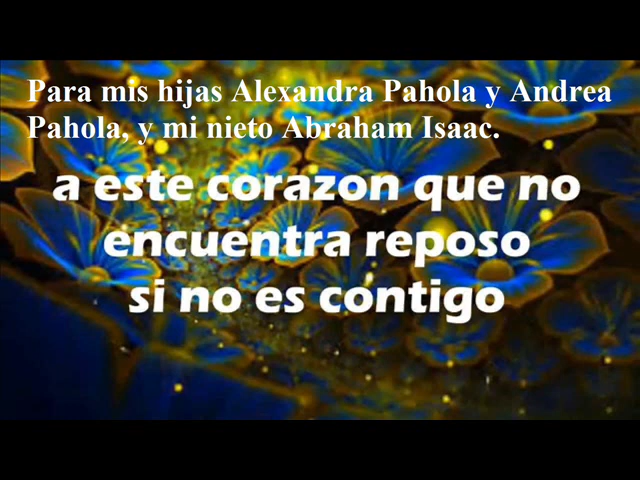 Para mis hijas Alexandra Pahola y Andrea
Pahola, y mi nieto Abraham Isaac.
a este corazon que no
encuentra reposo
si no es contigo